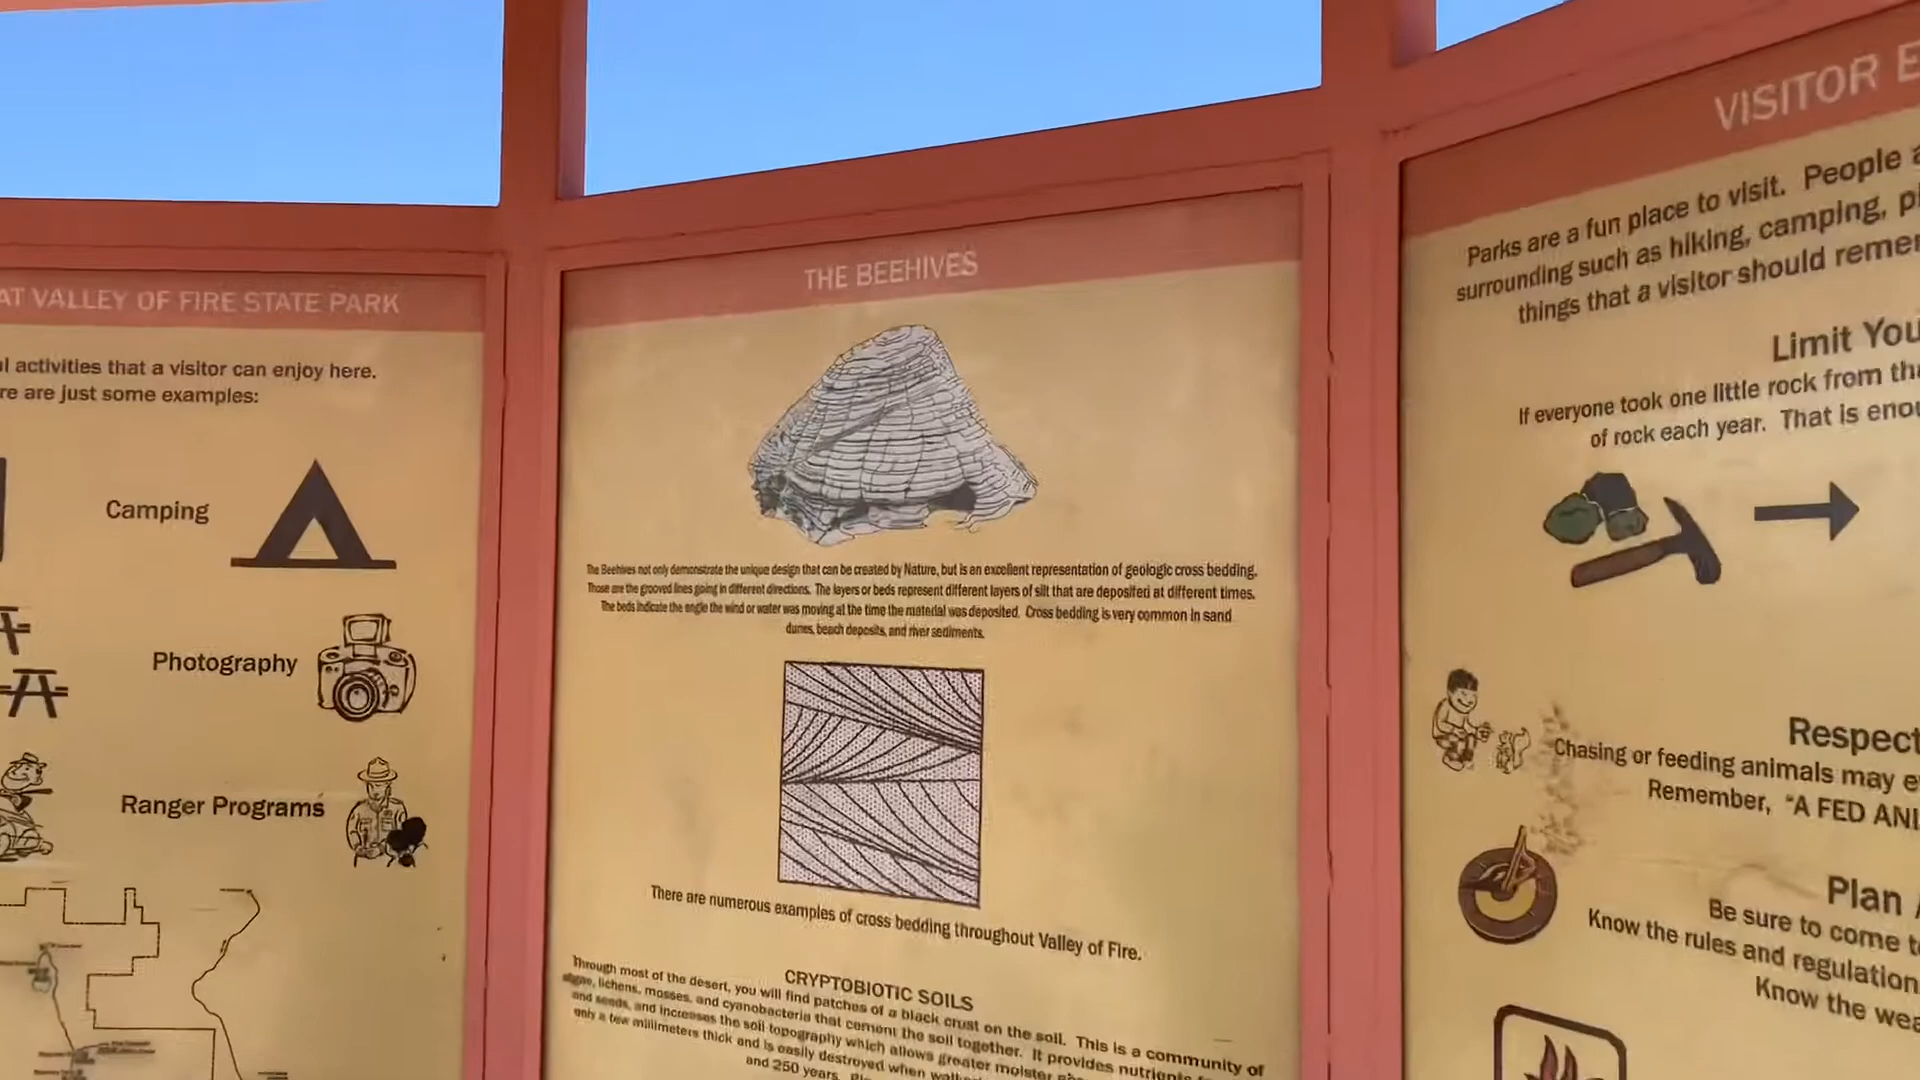 AT VALLEY OF FIRE STATE PARK
activities that a visitor can enjoy here.
are just some examples:
Camping
Photography
Ranger Programs
THE BEEHIVES
The Beehives not only demonstrate the unique design that can be created by Nature, but is an excellent representation of geologic cross bedding.
Those are the grooved lines going in different directions. The layers or beds represent different layers of silt that are deposited at different times.
The beds indicate the angle the wind or water was moving at the time the material was deposited. Cross bedding is very common in sand
dunes, beach deposits, and river sediments.
There are numerous examples of cross bedding throughout Valley of Fire.
CRYPTOBIOTIC SOILS
Through most of the desert, you will find patches of a black crust on the soil. This is a community of
algae, lichens, mosses, and cyanobacteria that cement the soil together. It provides nutrients
and seeds, and increases the soil topography which allows greater
only a few millimeters thick and is easily destroyed when
and 250 years.
VISITOR
Parks are a fun place to visit. People
surrounding such as hiking, camping,
things that a visitor should
Limit
If everyone took one little rock from
of rock each year. That is
Respect
Chasing or feeding animals may
Remember, "A FED
Plan
Be sure to come
Know the rules and
Know the